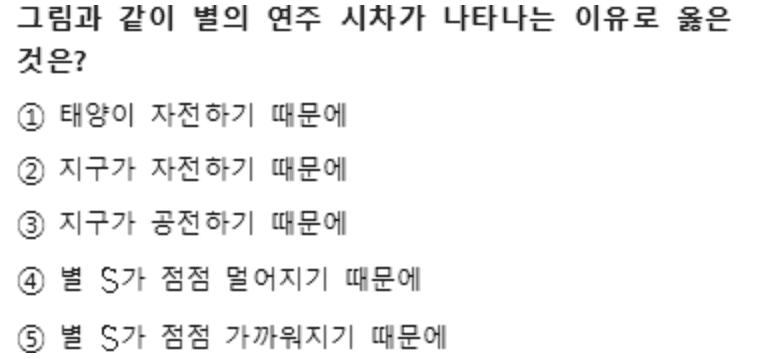 그림과 같이 별의 연주 시차가 나타나는 이유로 옳은
것은?
① 태양이 자전하기 때문에
② 지구가 자전하기 때문에
③ 지구가 공전하기 때문에
④ 별 S가 점점 멀어지기 때문에
⑤ 별 S가 점점 가까워지기 때문에